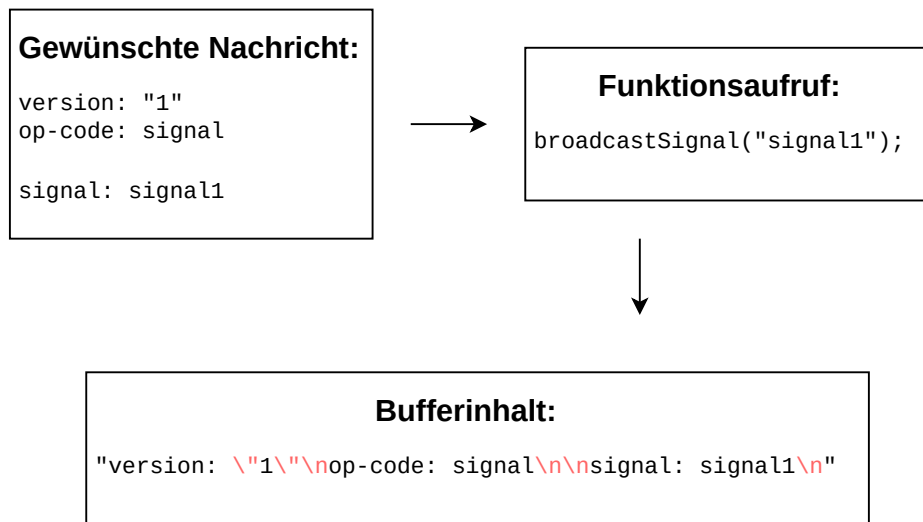 Gewünschte Nachricht:
version: "1"
op-code: signal
signal: signal1
Funktionsaufruf:
broadcastSignal("signal1");
Bufferinhalt:
"version: \"1\"\nop-code: signal\n\nsignal: signal1\n"